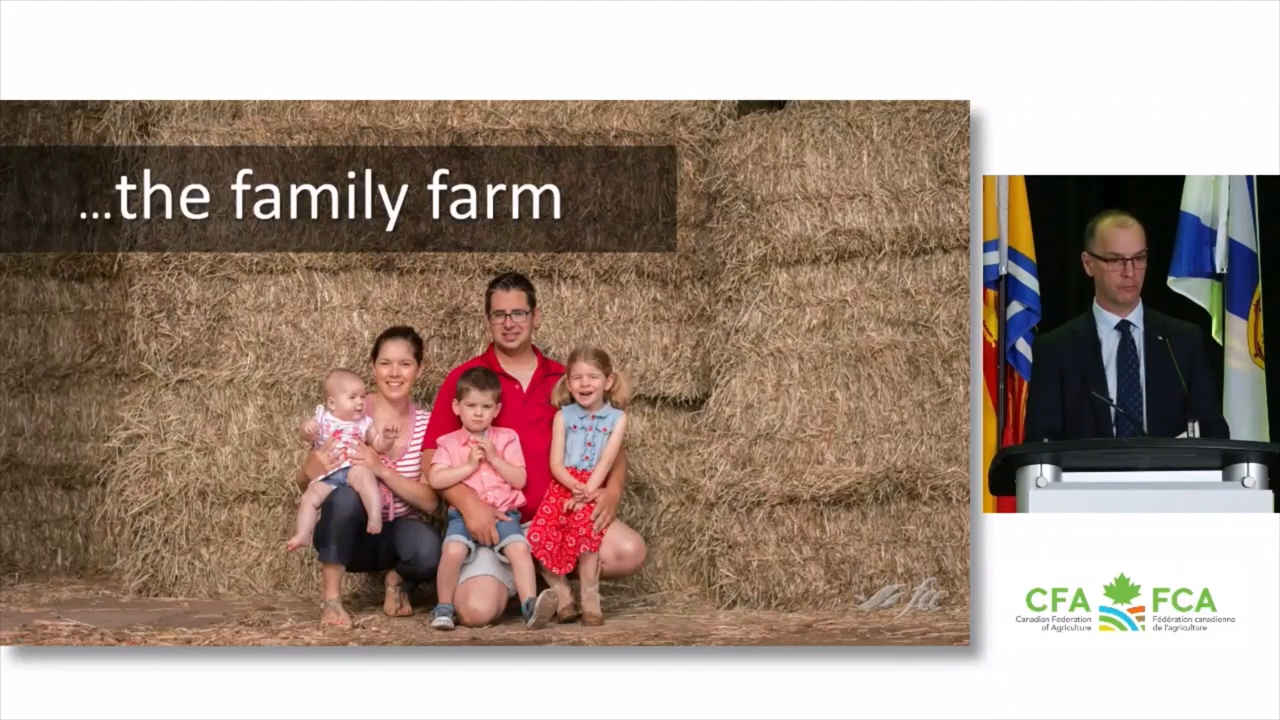 ...the family farm
CFA FCA
Canadian Federation Fédération canadienne
of Agriculture de l'agriculture